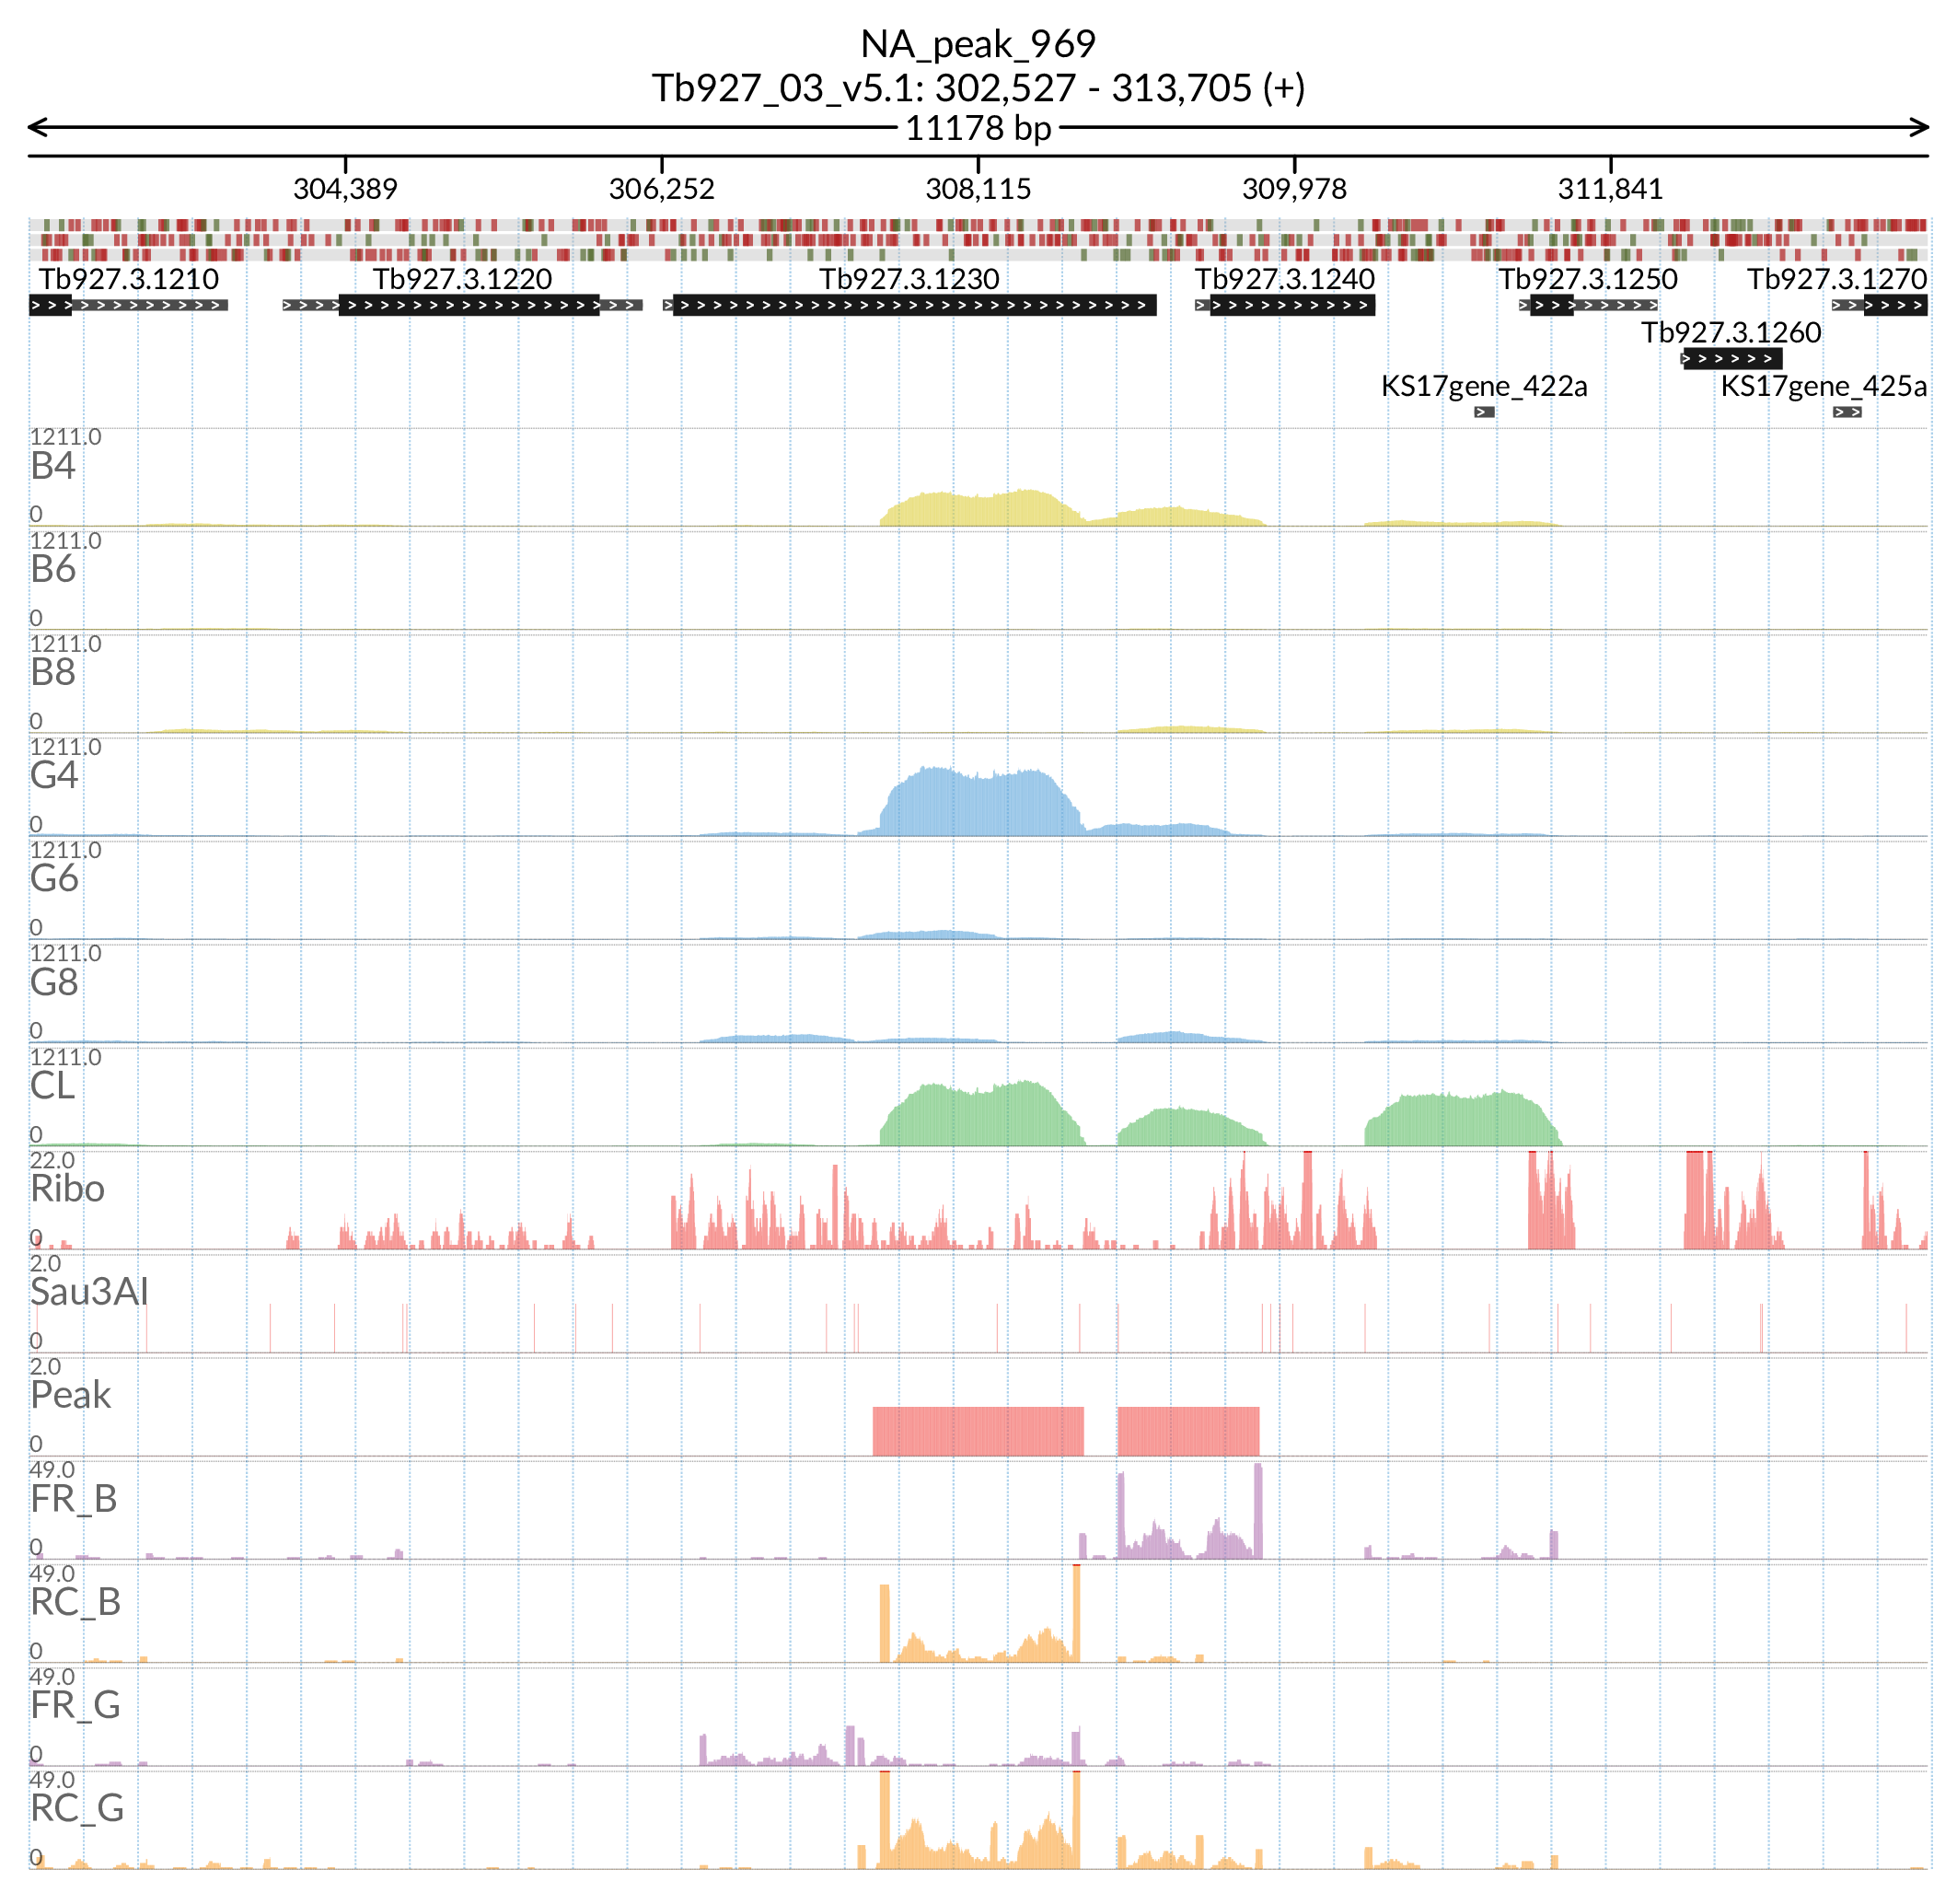 NA_peak_969
Tb927_03_v5.1: 302,527 - 313,705 (+)
11178 bp
304,389 306,252 308,115 309,978 311,841
Tb927.3.1210 Tb927.3.1220 Tb927.3.1230 Tb927.3.1240 Tb927.3.1250 Tb927.3.1270
Tb927.3.1260
KS17gene_422a KS17gene_425a
1211.0
B4
0
1211.0
B6
0
1211.0
B8
0
1211.0
G4
0
1211.0
G6
0
1211.0
G8
0
1211.0
CL
0
22.0
Ribo
0
2.0
Sau3AI
0
2.0
Peak
0
49.0
FR_B
0
49.0
RC_B
0
49.0
FR_G
0
49.0
RC_G
0